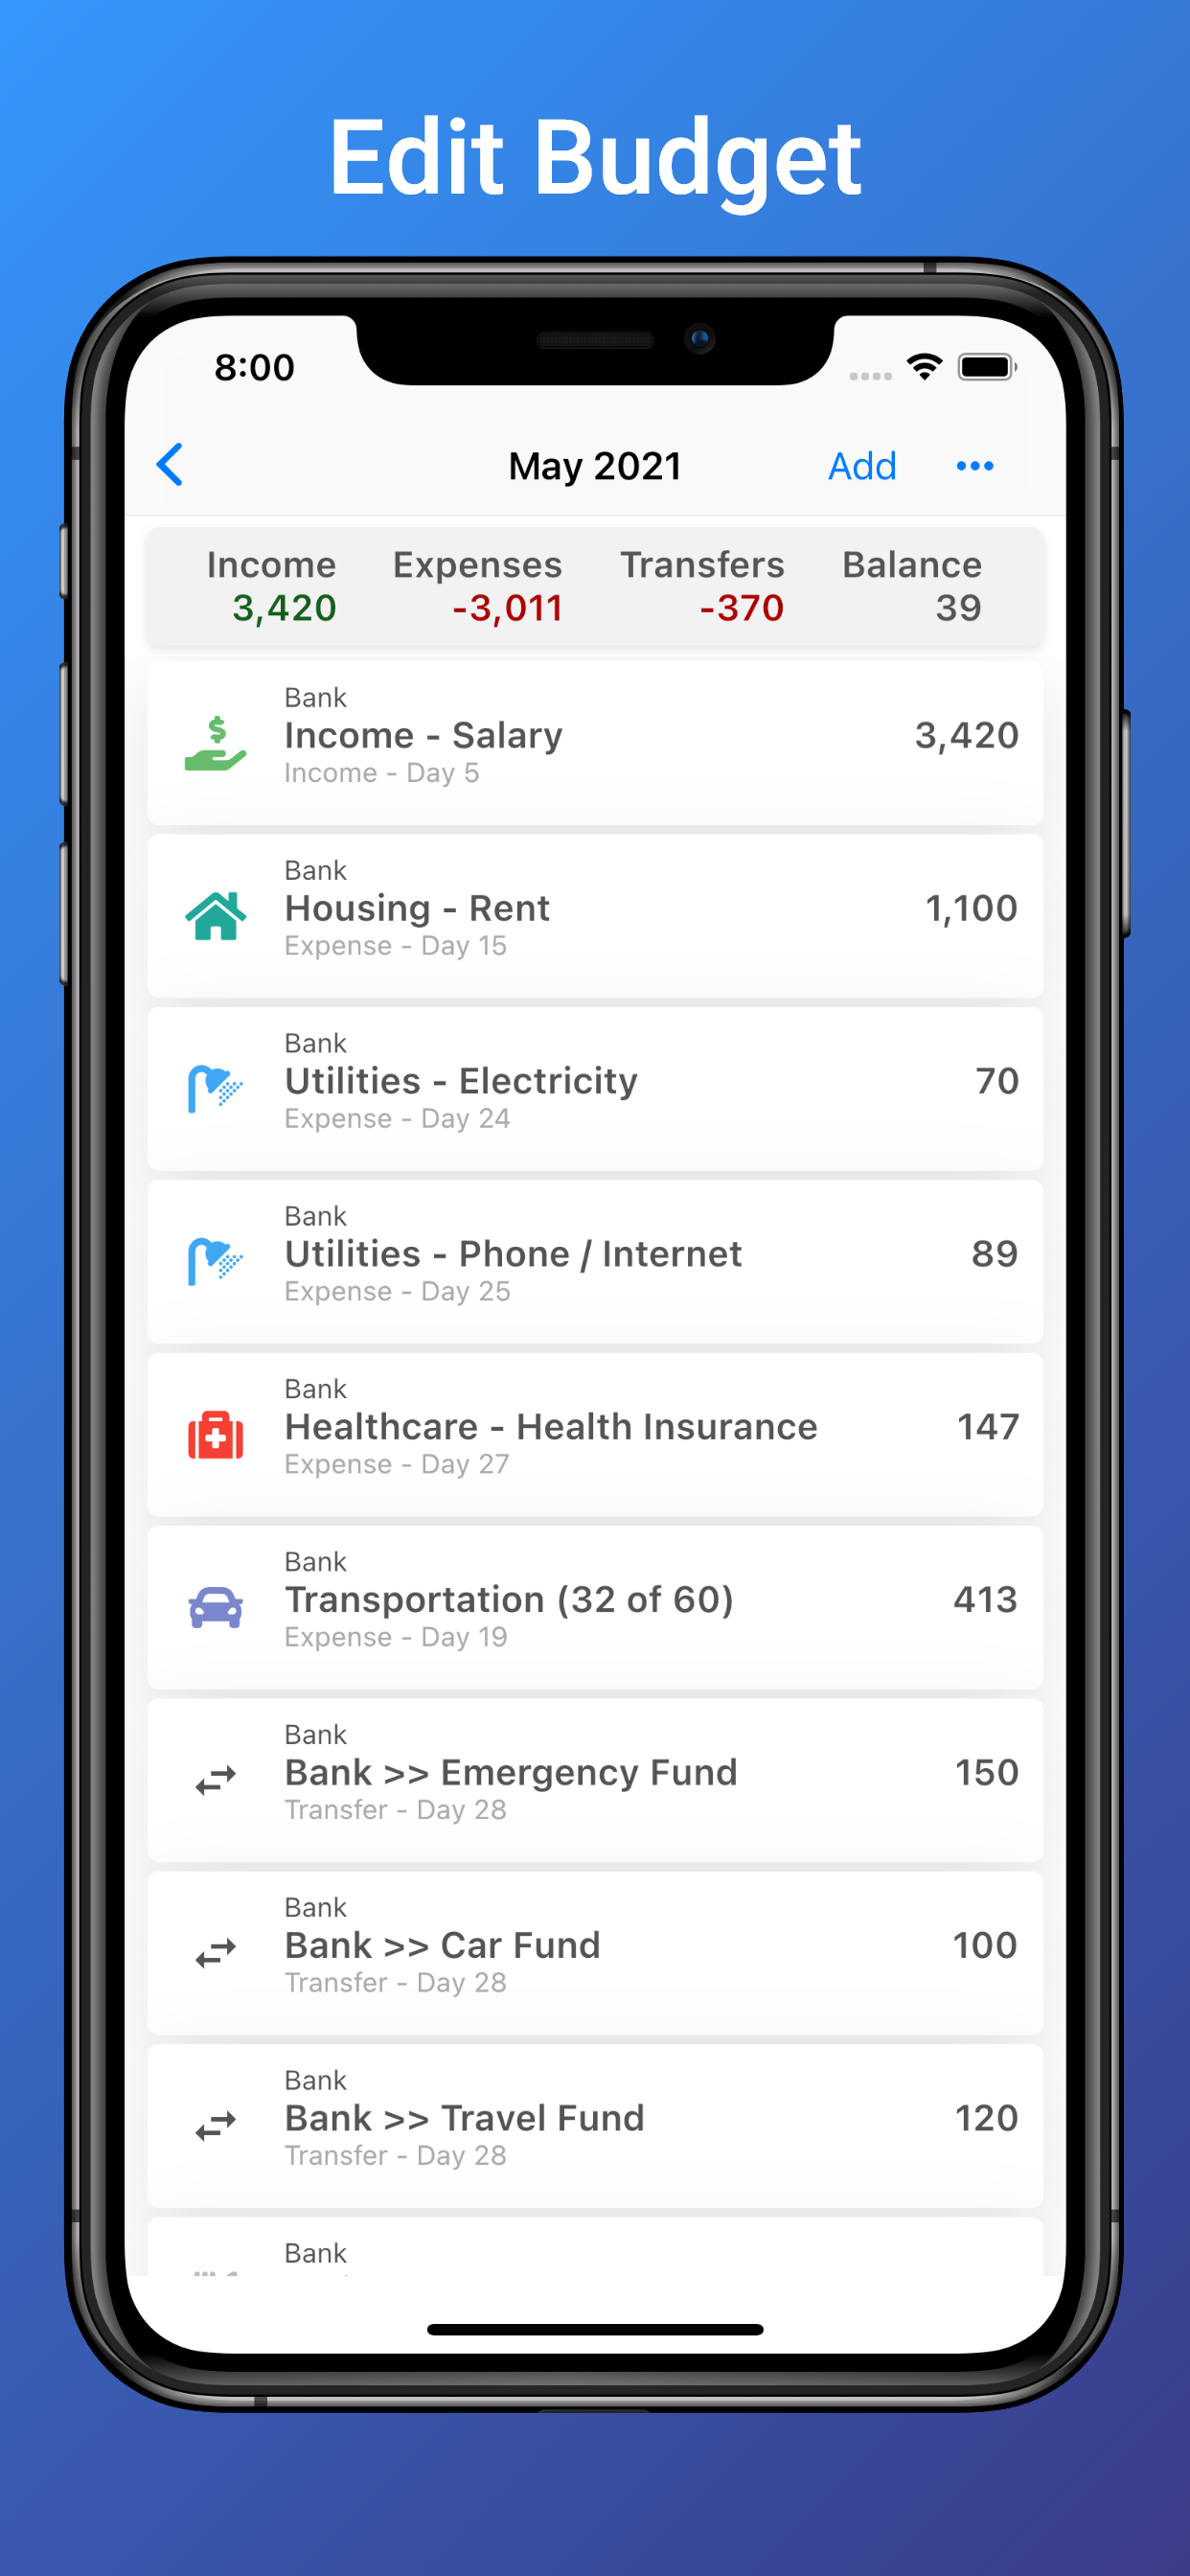 Edit Budget
8:00
May 2021 Add
Income Expenses Transfers Balance
3,420 -3,011 -370 39
Bank
Income - Salary 3,420
Income - Day 5
Bank
Housing - Rent 1,100
Expense - Day 15
Bank
Utilities - Electricity 70
Expense - Day 24
Bank
Utilities - Phone / Internet 89
Expense - Day 25
Bank
Healthcare - Health Insurance 147
Expense - Day 27
Bank
Transportation (32 of 60) 413
Expense - Day 19
Bank
Bank >> Emergency Fund 150
Transfer - Day 28
Bank
Bank >> Car Fund 100
Transfer - Day 28
Bank
Bank >> Travel Fund 120
Transfer - Day 28
Bank